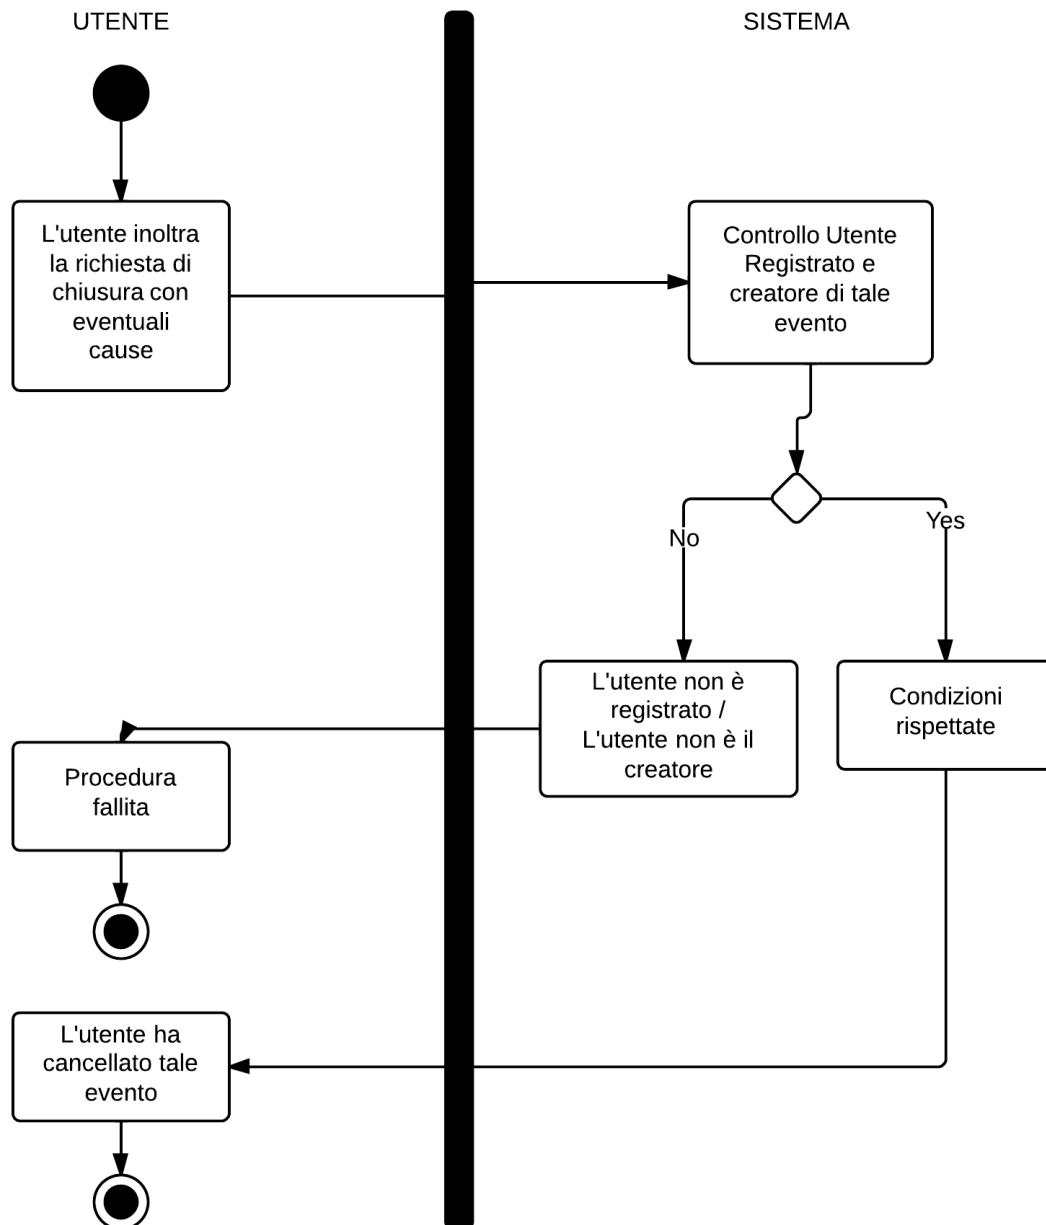 UTENTE
SISTEMA
L'utente inoltra
la richiesta di
chiusura con
eventuali
cause
Controllo Utente
Registrato e
creatore di tale
evento
No
Yes
L'utente non è
registrato /
L'utente non è il
creatore
Condizioni
rispettate
Procedura
fallita
L'utente ha
cancellato tale
evento